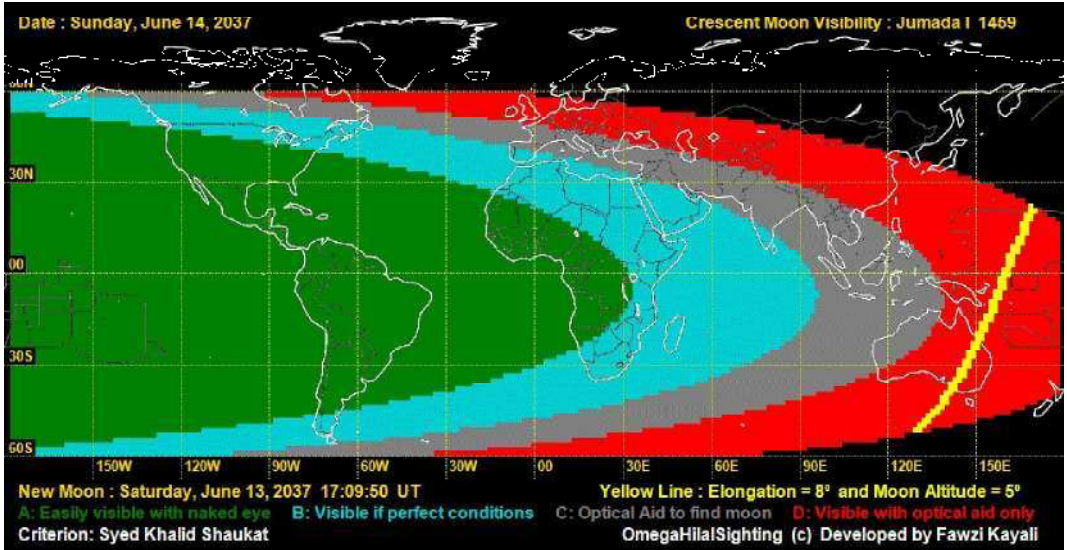 Date : Sunday, June 14, 2037
Crescent Moon Visibility : Jumada I 1459
60N
30N
00
30S
60S
150W 120W 90W 60W 30W 00 30E 60E 90E 120E 150E
New Moon : Saturday, June 13, 2037 17:09:50 UT
Yellow Line : Elongation = 8º and Moon Altitude = 5º
A: Easily visible with naked eye B: Visible if perfect conditions C: Optical Aid to find moon D: Visible with optical aid only
Criterion: Syed Khalid Shaukat
OmegaHilalSighting (c) Developed by Fawzi Kayali